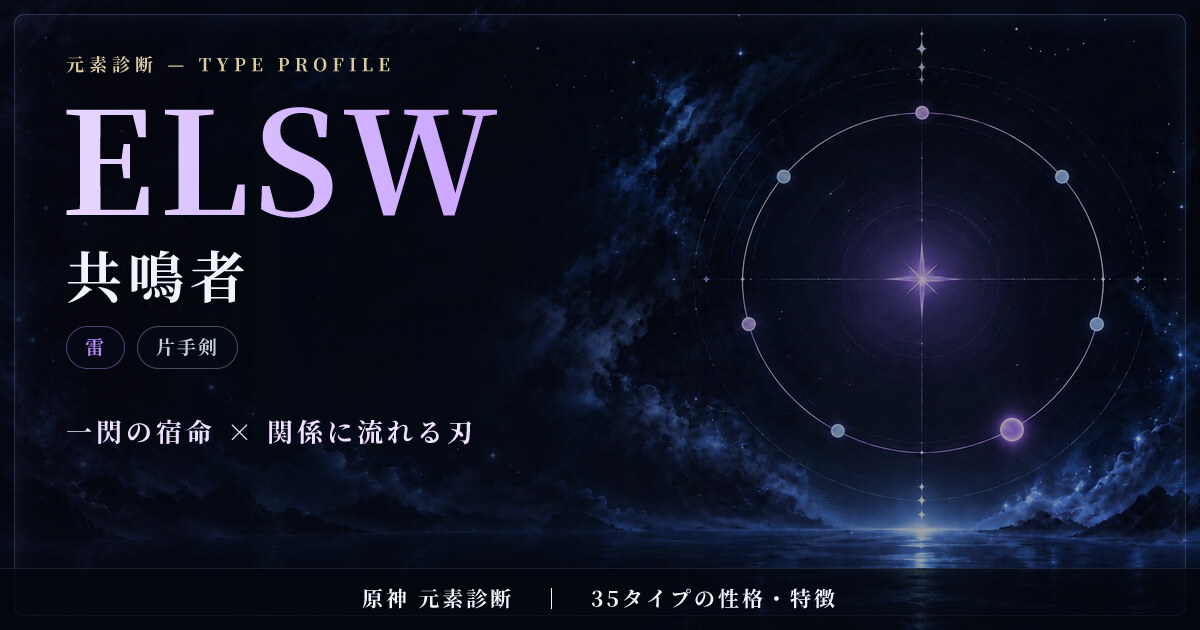 元素診断 — TYPE PROFILE
ELSW
共鳴者
雷 片手剣
一閃の宿命 × 関係に流れる刃
原神 元素診断 | 35タイプの性格・特徴